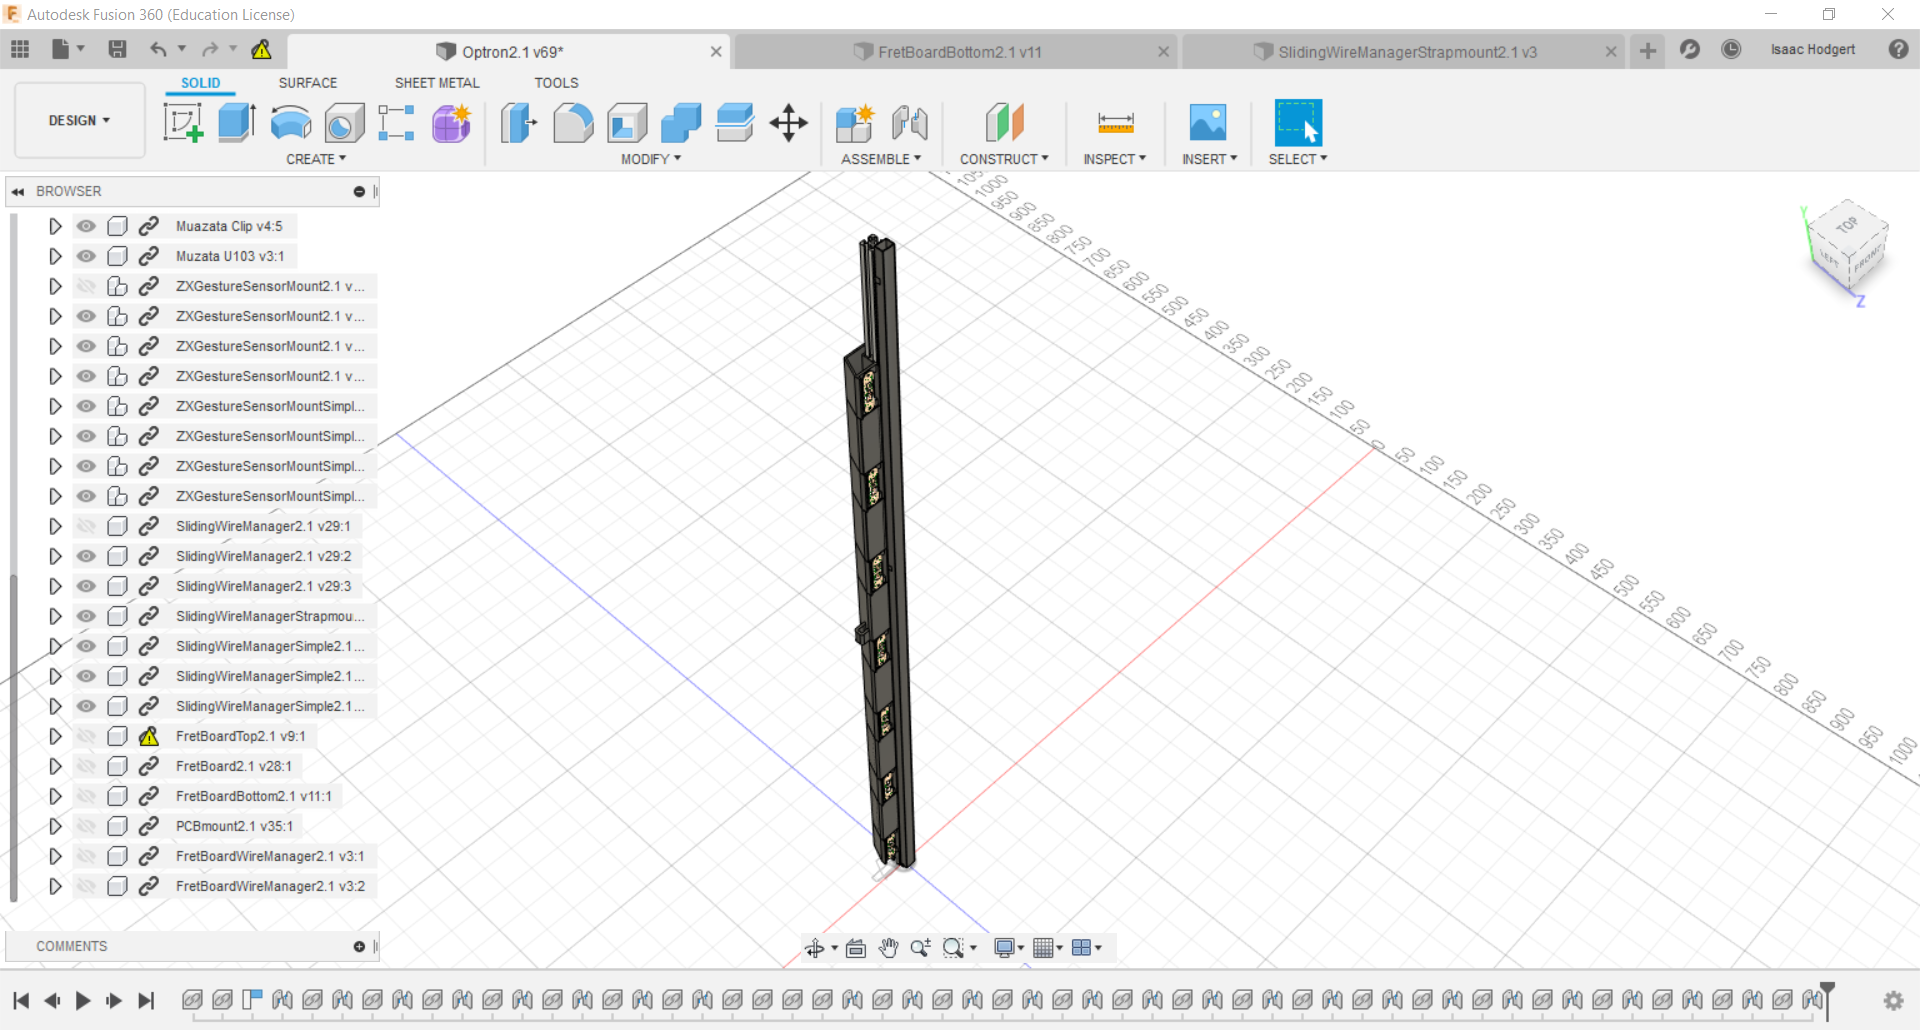 Autodesk Fusion 360 (Education License)
Optron2.1 v69*
FretBoardBottom2.1 v11
SlidingWireManagerStrapmount2.1 v3
Isaac Hodgert
SOLID
SURFACE
SHEET METAL
TOOLS
DESIGN
CREATE
MODIFY
ASSEMBLE
CONSTRUCT
INSPECT
INSERT
SELECT
BROWSER
Muazata Clip v4:5
Muzata U103 v3:1
ZXGestureSensorMount2.1 v...
ZXGestureSensorMount2.1 v...
ZXGestureSensorMount2.1 v...
ZXGestureSensorMount2.1 v...
ZXGestureSensorMountSimpl...
ZXGestureSensorMountSimpl...
ZXGestureSensorMountSimpl...
ZXGestureSensorMountSimpl...
SlidingWireManager2.1 v29:1
SlidingWireManager2.1 v29:2
SlidingWireManager2.1 v29:3
SlidingWireManagerStrapmou...
SlidingWireManagerSimple2.1...
SlidingWireManagerSimple2.1...
SlidingWireManagerSimple2.1...
FretBoardTop2.1 v9:1
FretBoard2.1 v28:1
FretBoardBottom2.1 v11:1
PCBmount2.1 v35:1
FretBoardWireManager2.1 v3:1
FretBoardWireManager2.1 v3:2
COMMENTS
1000 950 900 850 800 750 700 650 600 550 500 450 400 350 300 250 200 150 100 50 0 50 100 150 200 250 300 350 400 450 500 550 600 650 700 750 800 850 900 950 1000
Y
TOP
LEFT
FRONT
Z